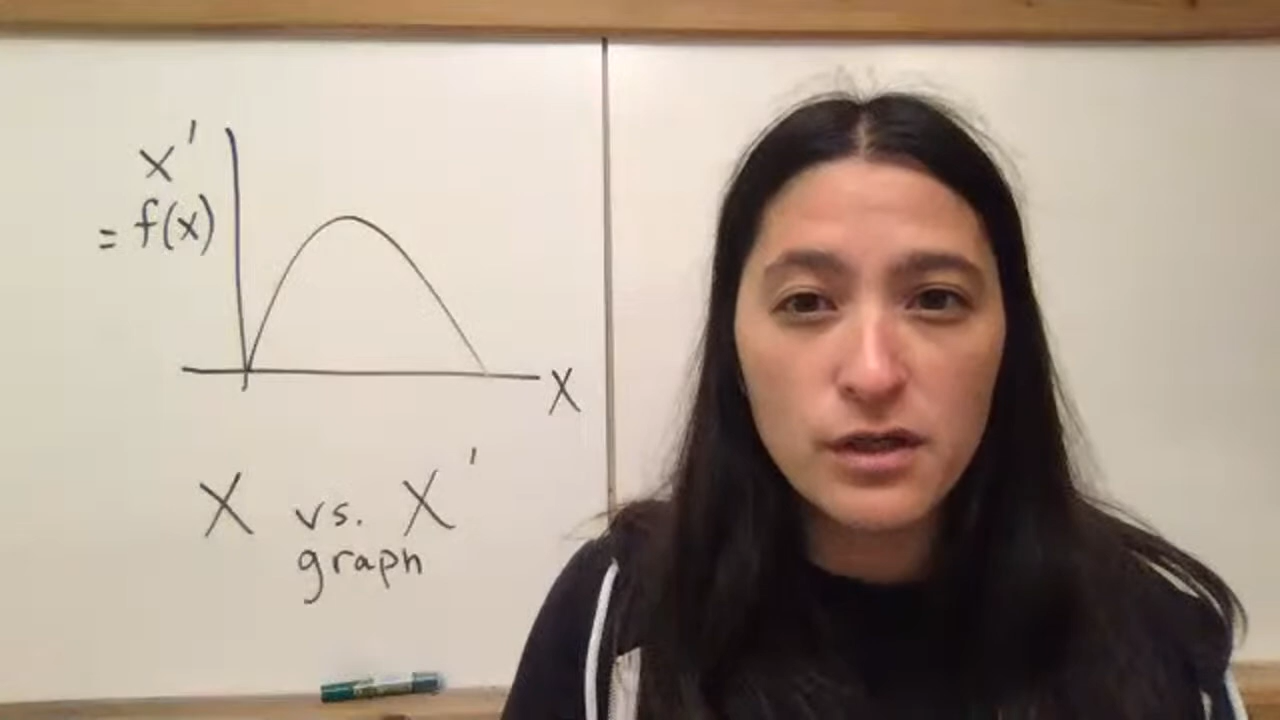 x'
= f(x)
X
X vs. X'
graph